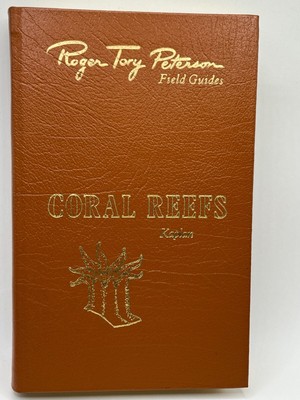 Roger Tory Peterson
Field Guides
CORAL REEFS
Kaplan